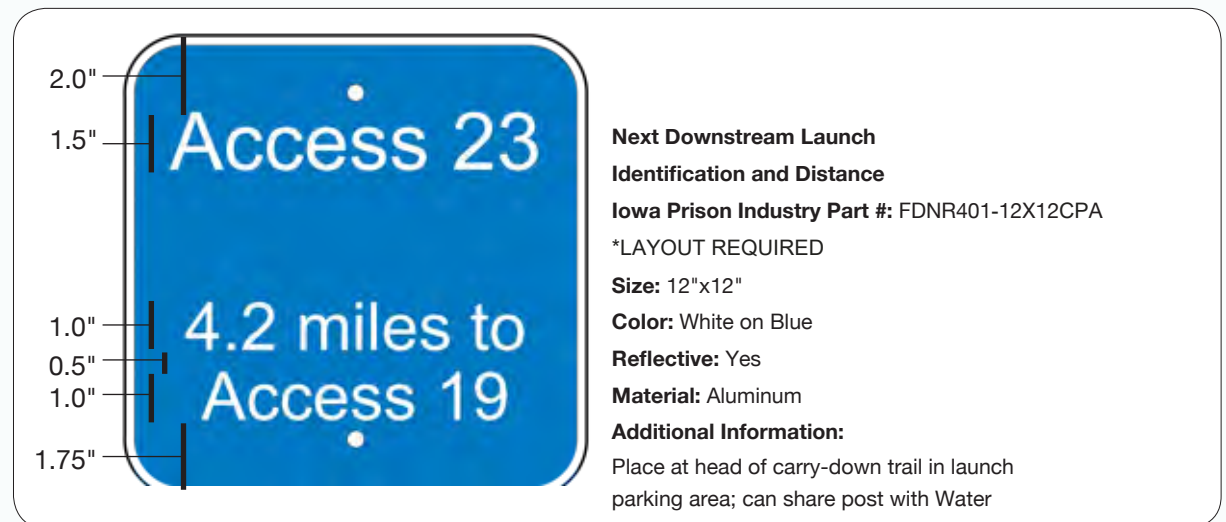 2.0"
1.5"
Access 23
1.0"
0.5"
1.0"
1.75"
4.2 miles to
Access 19
Next Downstream Launch
Identification and Distance
Iowa Prison Industry Part #: FDNR401-12X12CPA
*LAYOUT REQUIRED
Size: 12"x12"
Color: White on Blue
Reflective: Yes
Material: Aluminum
Additional Information:
Place at head of carry-down trail in launch
parking area; can share post with Water